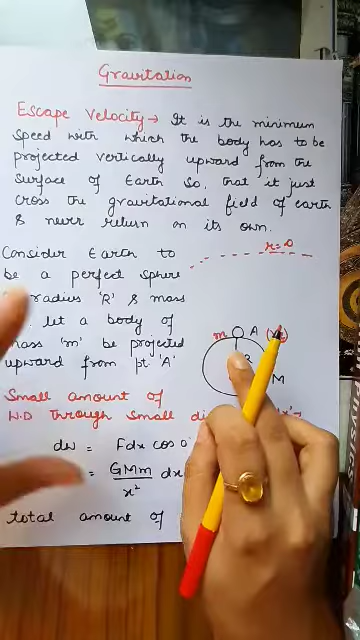 Gravitation
Escape Velocity → It is the minimum
speed with which the body has to be
projected vertically upward from the
surface of Earth so, that it just
cross the gravitational field of earth
& never return on its own.
Consider Earth to
be a perfect sphere
radius 'R' & mass
let a body of
mass 'm' be projected
upward from pt 'A'
m A
M
Small amount of
W.D through small
dW = Fdx cos 0
= GMm dx
x²
total amount of